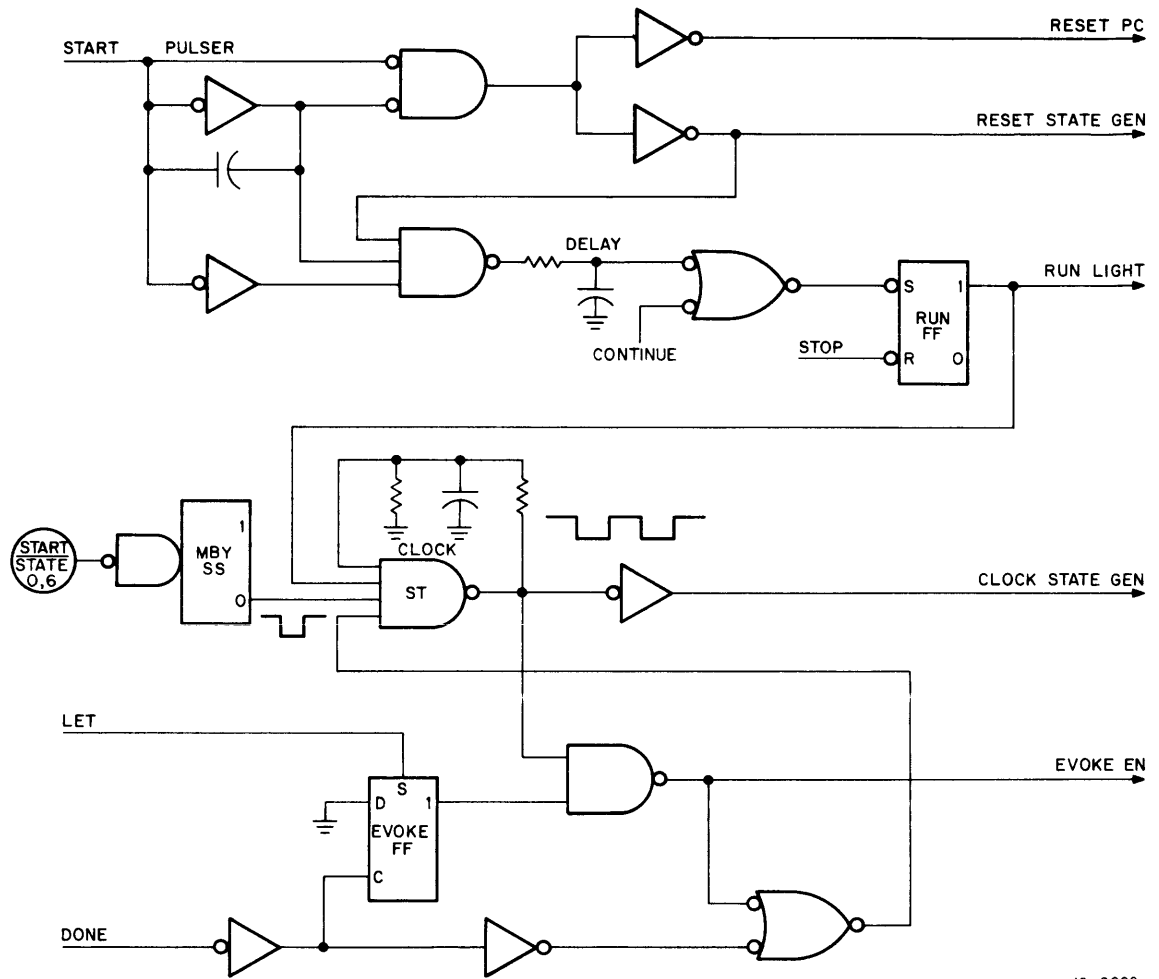 START
PULSER
RESET PC
RESET STATE GEN
DELAY
CONTINUE
STOP
S 1
RUN
FF
R 0
RUN LIGHT
START
STATE
0,6
1
MBY
SS
0
CLOCK
ST
CLOCK STATE GEN
LET
S
D 1
EVOKE
FF
C
EVOKE EN
DONE